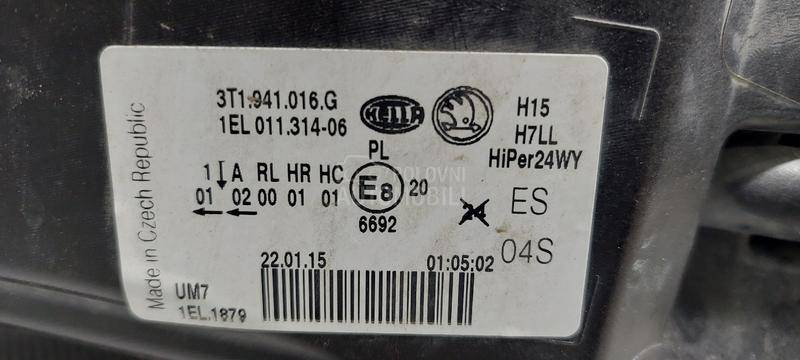 3T1.941.016.G
1EL 011.314-06
HELLA
H15
H7LL
HiPer24WY
PL
1 A RL HR HC
01 02 00 01 01
E8 20
6692
24
ES
04S
22.01.15
01:05:02
UM7
1EL.1879
Made in Czech Republic